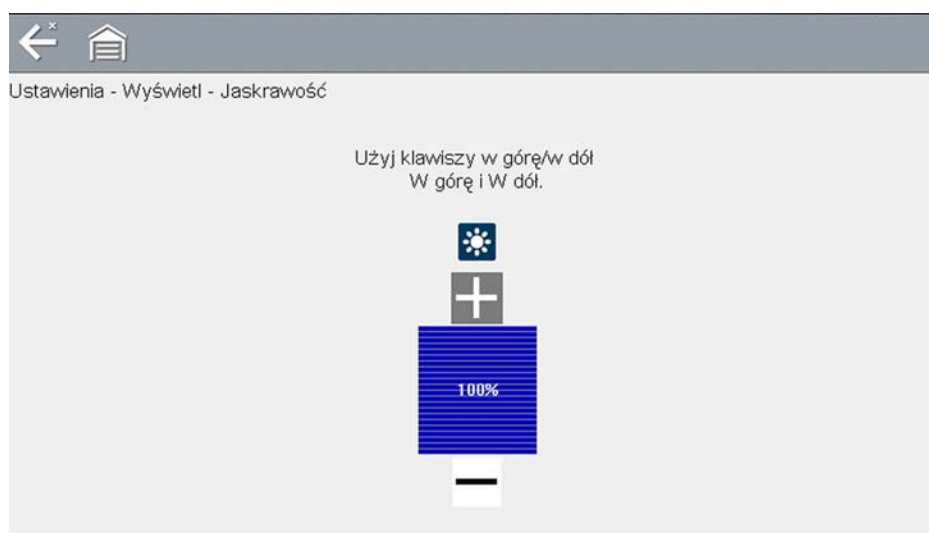 Ustawienia - Wyświetl - Jaskrawość
Użyj klawiszy w górę/w dół
W górę i W dół.
100%